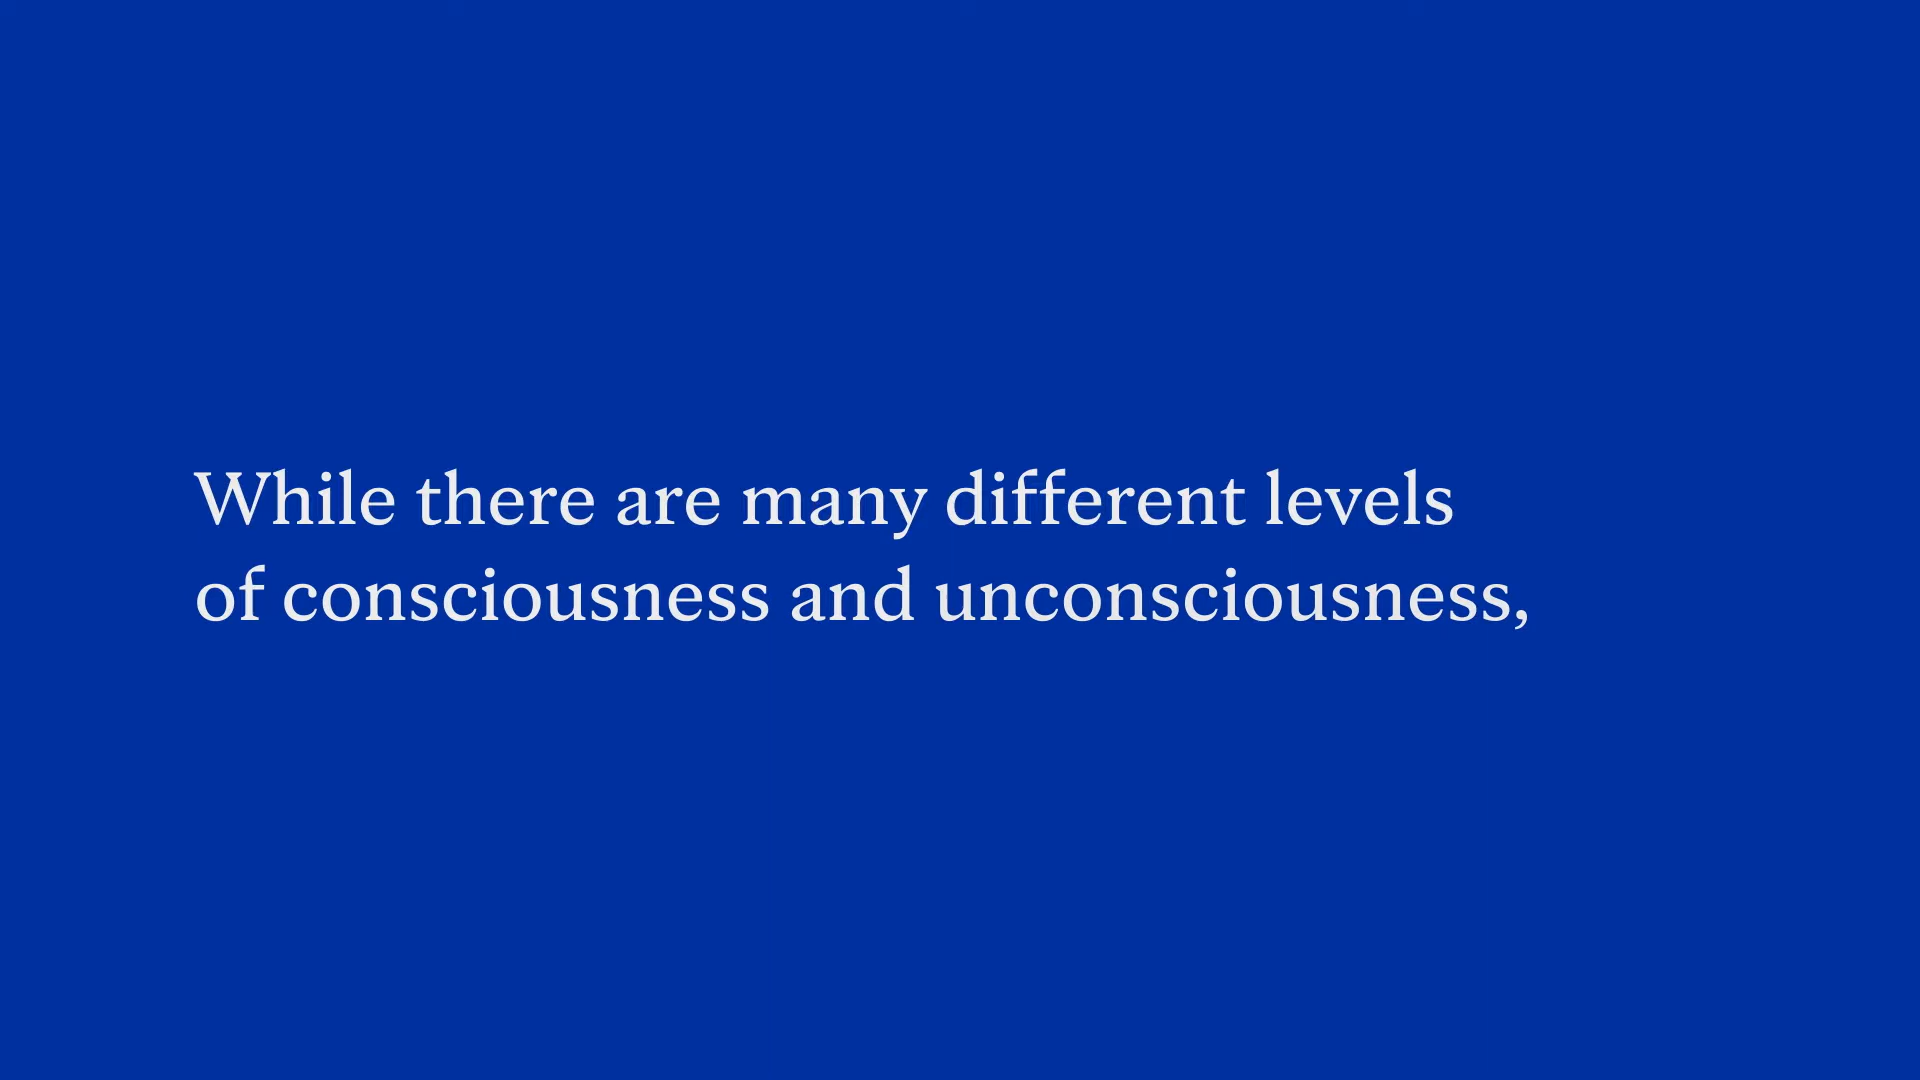 While there are many different levels
of consciousness and unconsciousness,